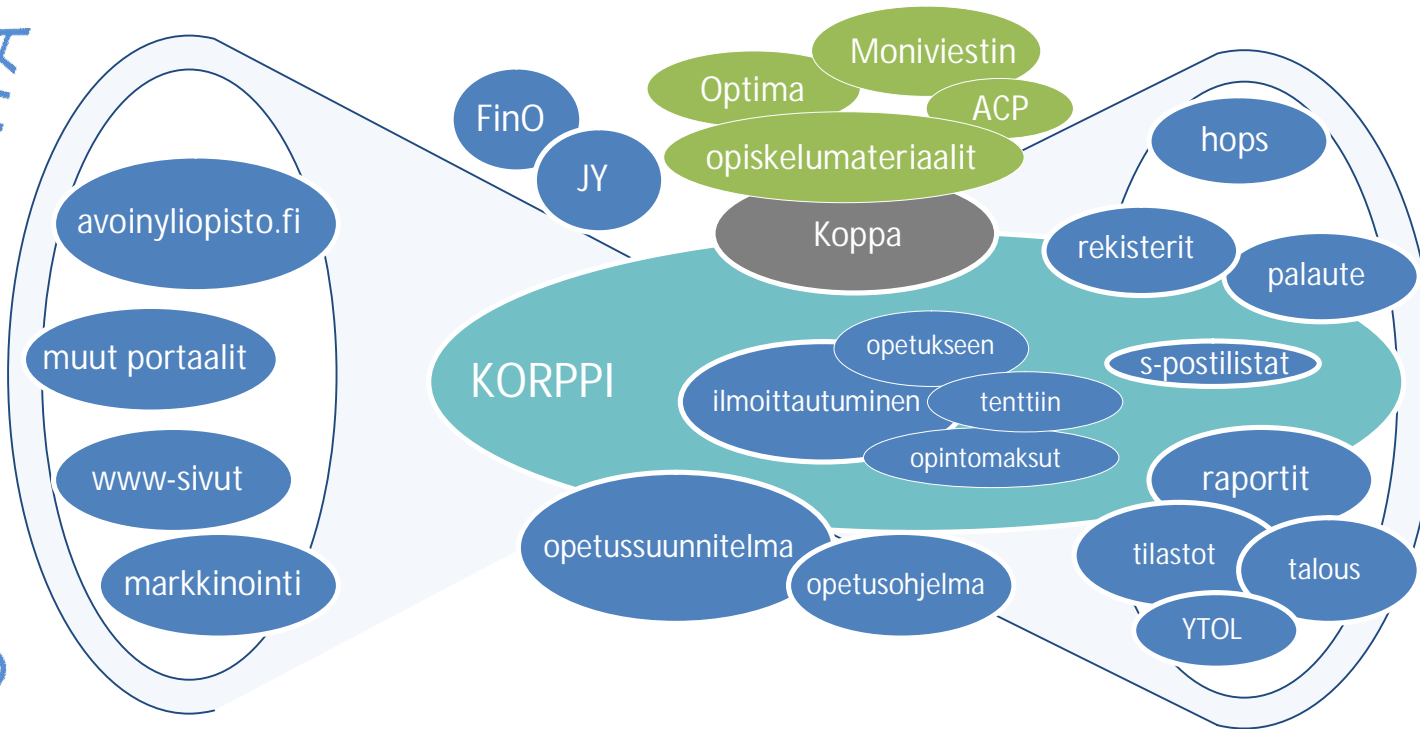 Moniviestin
Optima
ACP
FinO
JY
opiskelumateriaalit
hops
avoinyliopisto.fi
Koppa
rekisterit
palaute
muut portaalit
KORPPI
opetukseen
ilmoittautuminen
tenttiin
opintomaksut
s-postilistat
www-sivut
raportit
opetussuunnitelma
opetusohjelma
tilastot
talous
markkinointi
YTOL